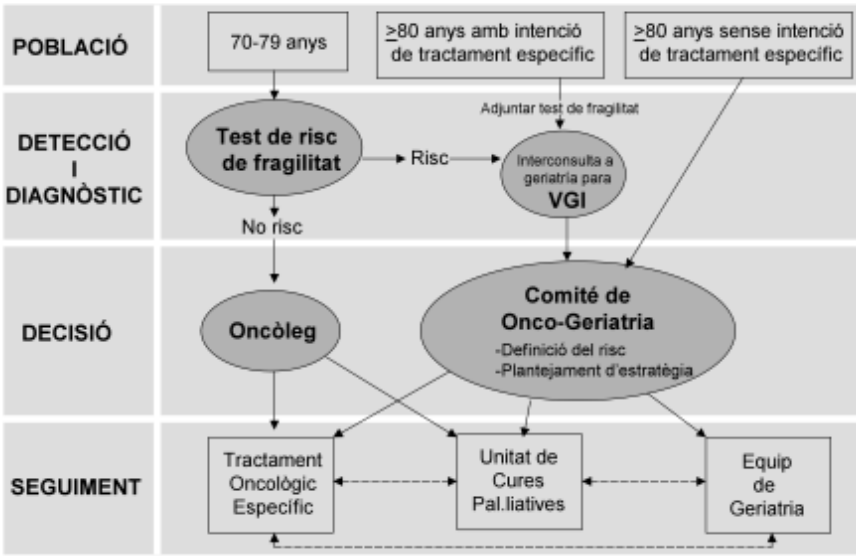 POBLACIÓ
70-79 anys
≥80 anys amb intenció
de tractament específic
≥80 anys sense intenció
de tractament específic
DETECCIÓ
I
DIAGNÒSTIC
Test de risc
de fragilitat
Risc
Adjuntar test de fragilitat
Interconsulta a
geriatria para
VGI
No risc
DECISIÓ
Oncòleg
Comité de
Onco-Geriatria
-Definició del risc
-Plantejament d'estratègia
SEGUIMENT
Tractament
Oncològic
Específic
Unitat de
Cures
Pal.liatives
Equip
de
Geriatria